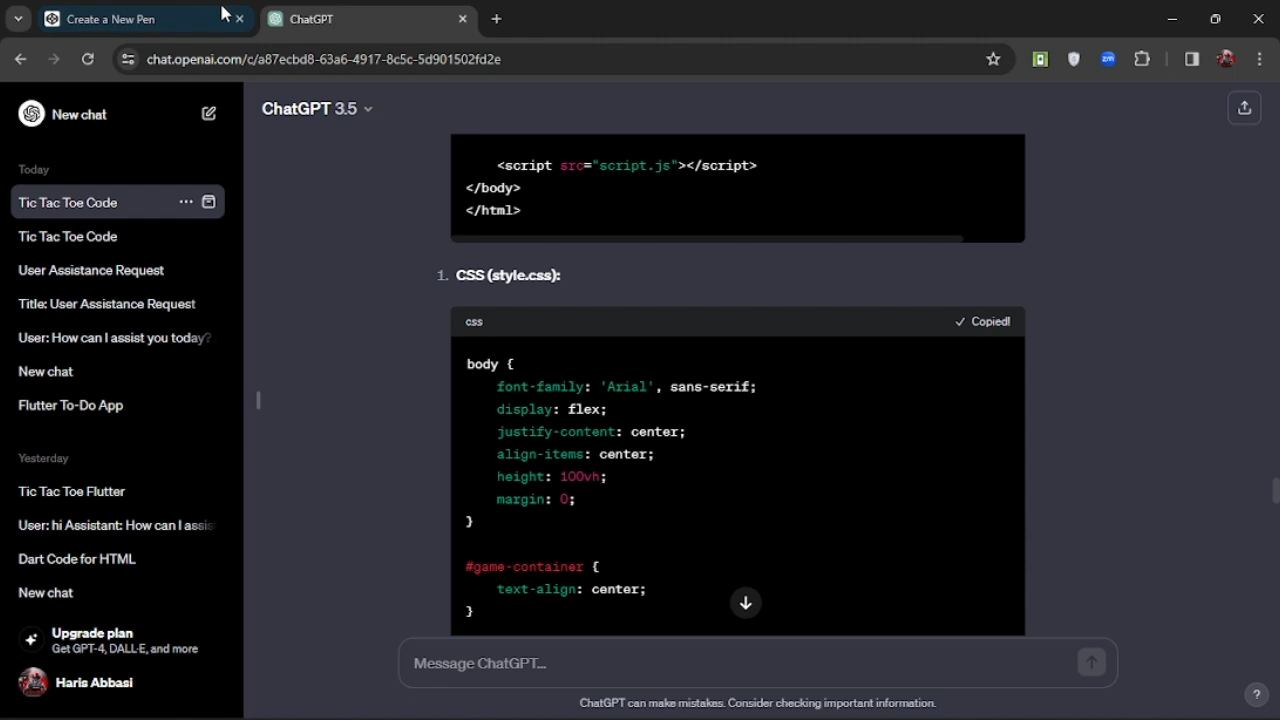 Create a New Pen
ChatGPT
chat.openai.com/c/a87ecbd8-63a6-4917-8c5c-5d901502fd2e
zm
New chat
Today
Tic Tac Toe Code
Tic Tac Toe Code
User Assistance Request
Title: User Assistance Request
User: How can I assist you today?
New chat
Flutter To-Do App
Yesterday
Tic Tac Toe Flutter
User: hi Assistant: How can I assis
Dart Code for HTML
New chat
Upgrade plan
Get GPT-4, DALL·E, and more
Haris Abbasi
ChatGPT 3.5
<script src="script.js"></script>
</body>
</html>
1. CSS (style.css):
css
Copied!
body {
font-family: 'Arial', sans-serif;
display: flex;
justify-content: center;
align-items: center;
height: 100vh;
margin: 0;
}
#game-container {
text-align: center;
}
Message ChatGPT...
ChatGPT can make mistakes. Consider checking important information.
?